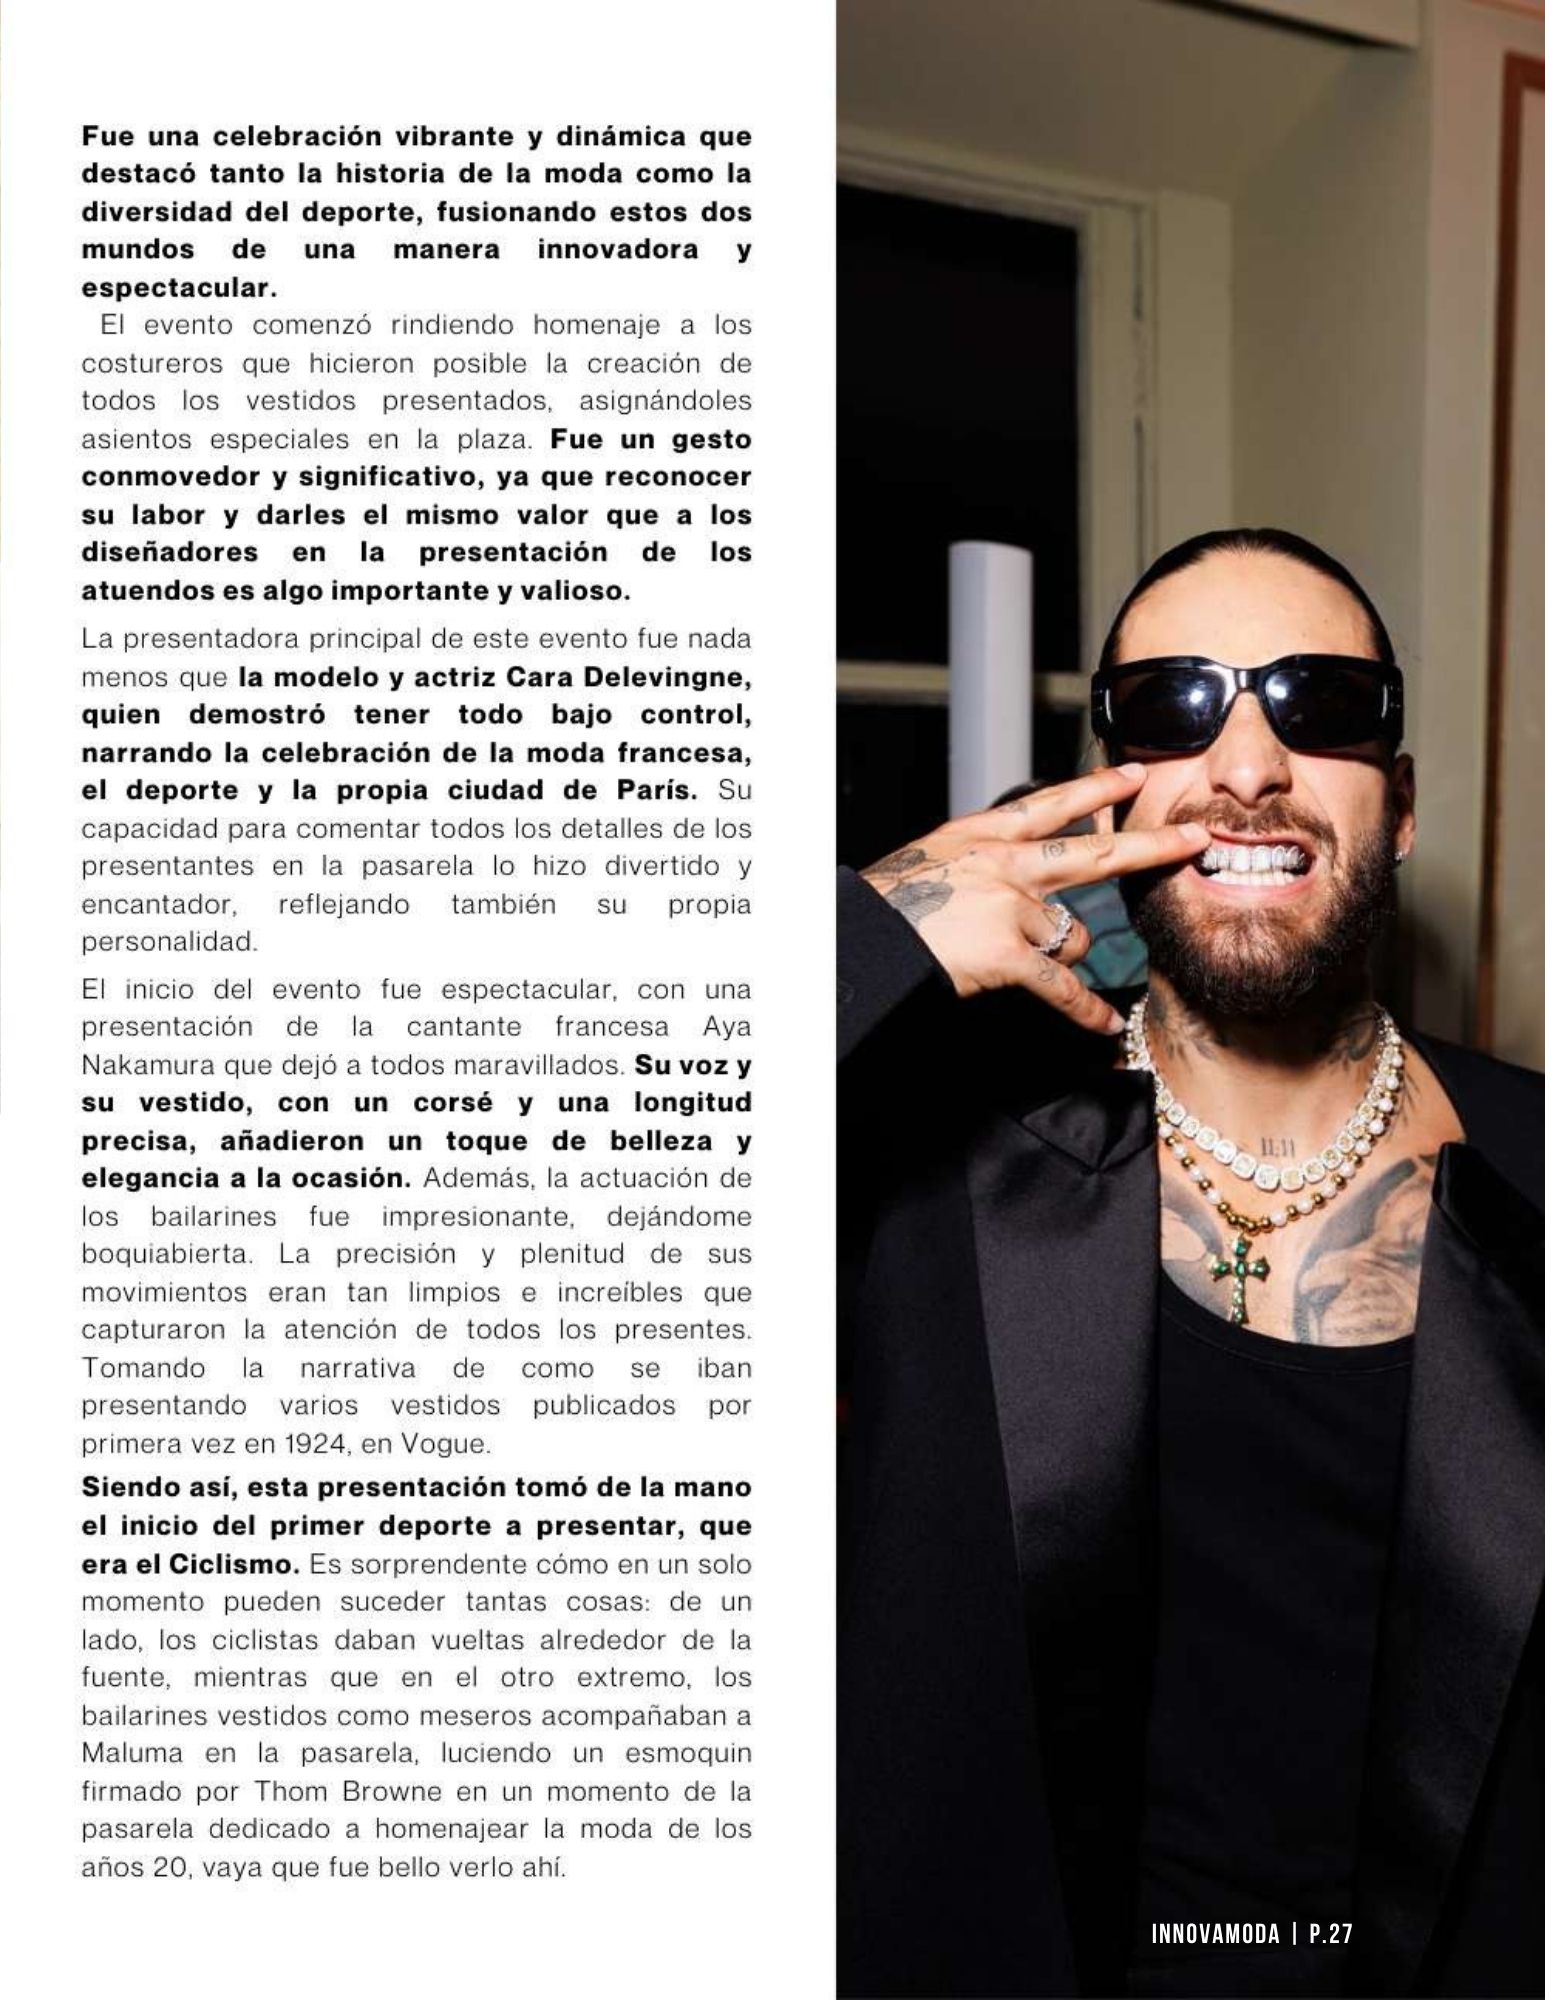 Fue una celebración vibrante y dinámica que
destacó tanto la historia de la moda como la
diversidad del deporte, fusionando estos dos
mundos de una manera innovadora y
espectacular.
El evento comenzó rindiendo homenaje a los
costureros que hicieron posible la creación de
todos los vestidos presentados, asignándoles
asientos especiales en la plaza. Fue un gesto
conmovedor y significativo, ya que reconocer
su labor y darles el mismo valor que a los
diseñadores en la presentación de los
atuendos es algo importante y valioso.
La presentadora principal de este evento fue nada
menos que la modelo y actriz Cara Delevingne,
quien demostró tener todo bajo control,
narrando la celebración de la moda francesa,
el deporte y la propia ciudad de París. Su
capacidad para comentar todos los detalles de los
presentantes en la pasarela lo hizo divertido y
encantador, reflejando también su propia
personalidad.
El inicio del evento fue espectacular, con una
presentación de la cantante francesa Aya
Nakamura que dejó a todos maravillados. Su voz y
su vestido, con un corsé y una longitud
precisa, añadieron un toque de belleza y
elegancia a la ocasión. Además, la actuación de
los bailarines fue impresionante, dejándome
boquiabierta. La precisión y plenitud de sus
movimientos eran tan limpios e increíbles que
capturaron la atención de todos los presentes.
Tomando la narrativa de como se iban
presentando varios vestidos publicados por
primera vez en 1924, en Vogue.
Siendo así, esta presentación tomó de la mano
el inicio del primer deporte a presentar, que
era el Ciclismo. Es sorprendente cómo en un solo
momento pueden suceder tantas cosas: de un
lado, los ciclistas daban vueltas alrededor de la
fuente, mientras que en el otro extremo, los
bailarines vestidos como meseros acompañaban a
Maluma en la pasarela, luciendo un esmoquin
firmado por Thom Browne en un momento de la
pasarela dedicado a homenajear la moda de los
años 20, vaya que fue bello verlo ahí.
11:11
INNOVAMODA | P.27